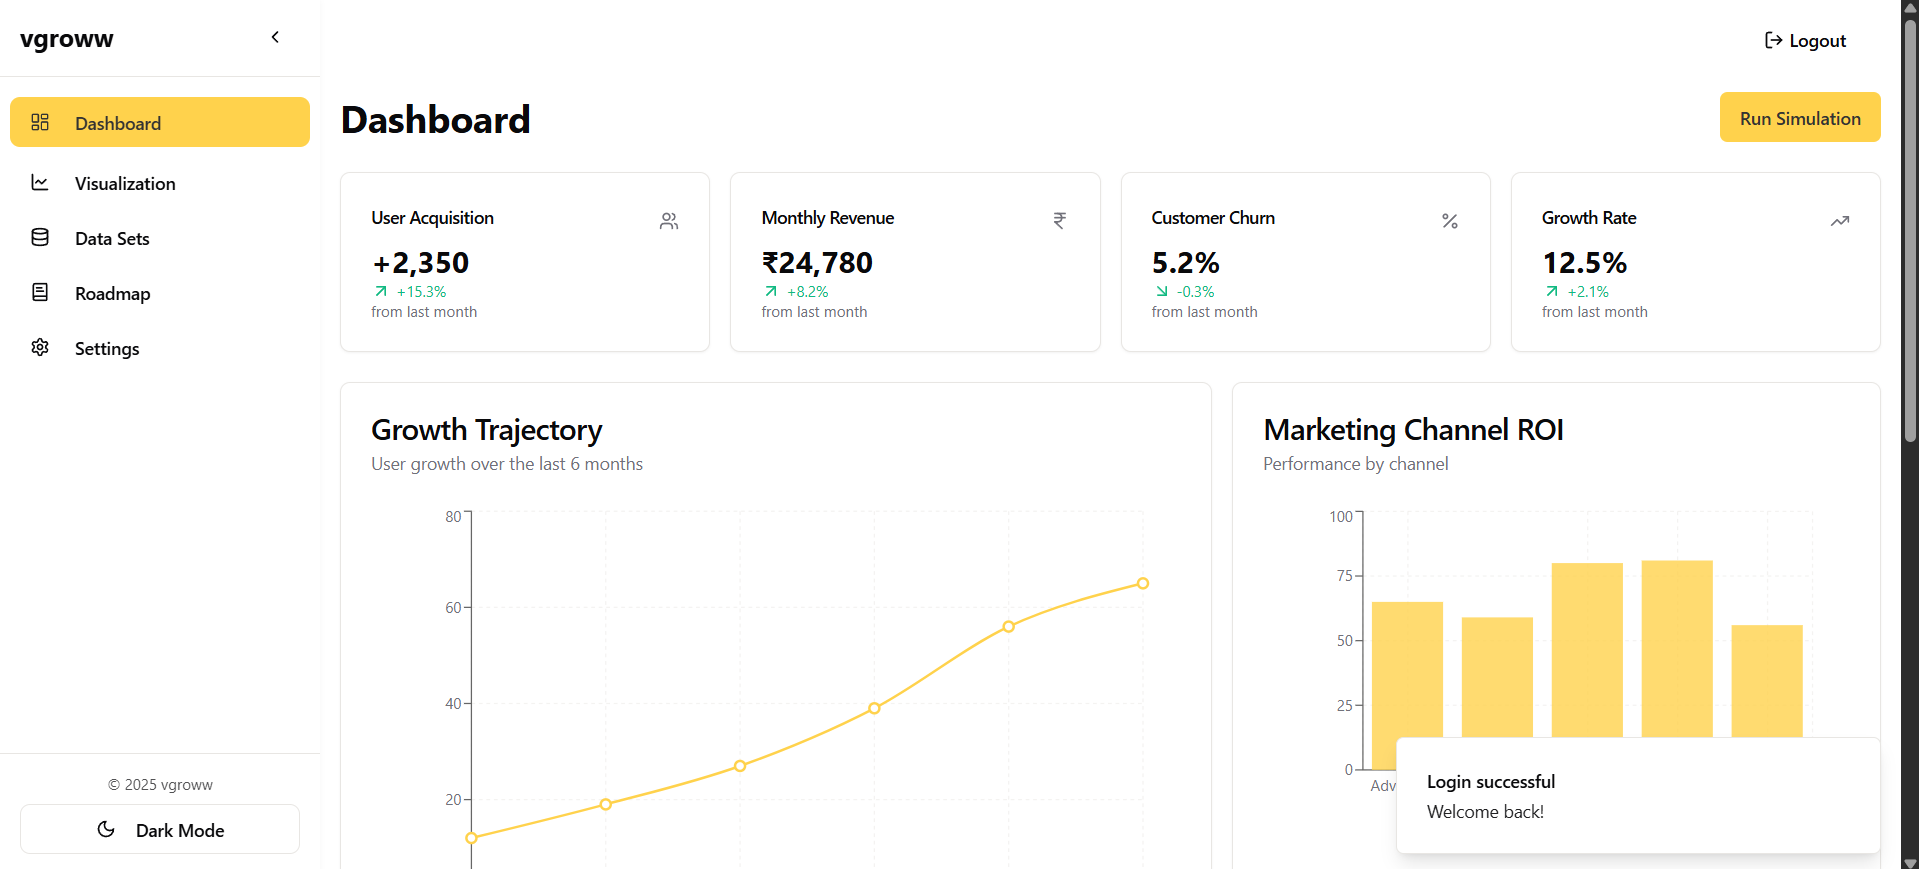 vgroww
Logout
Dashboard
Visualization
Data Sets
Roadmap
Settings
© 2025 vgroww
Dark Mode
Dashboard
Run Simulation
User Acquisition
+2,350
+15.3%
from last month
Monthly Revenue
₹24,780
+8.2%
from last month
Customer Churn
5.2%
-0.3%
from last month
Growth Rate
12.5%
+2.1%
from last month
Growth Trajectory
User growth over the last 6 months
80
60
40
20
Marketing Channel ROI
Performance by channel
100
75
50
25
0
Login successful
Welcome back!